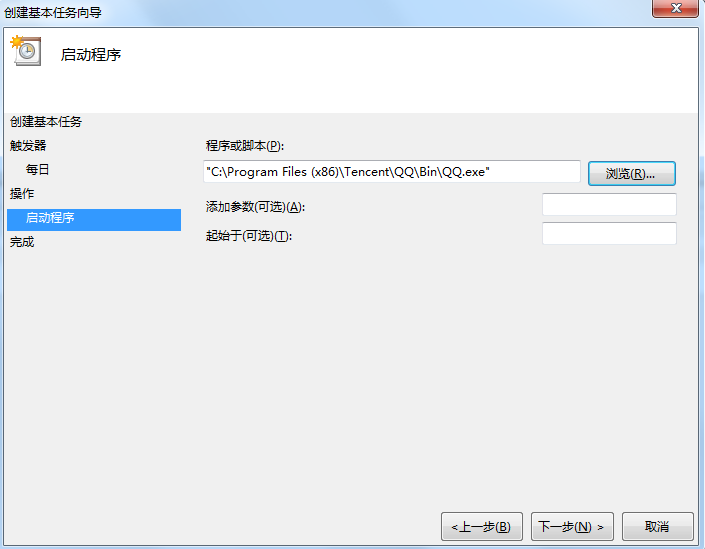 创建基本任务向导
启动程序
创建基本任务
触发器
每日
操作
启动程序
完成
程序或脚本(P):
"C:\Program Files (x86)\Tencent\QQ\Bin\QQ.exe"
浏览(R)...
添加参数(可选)(A):
起始于(可选)(T):
<上一步(B)
下一步(N) >
取消